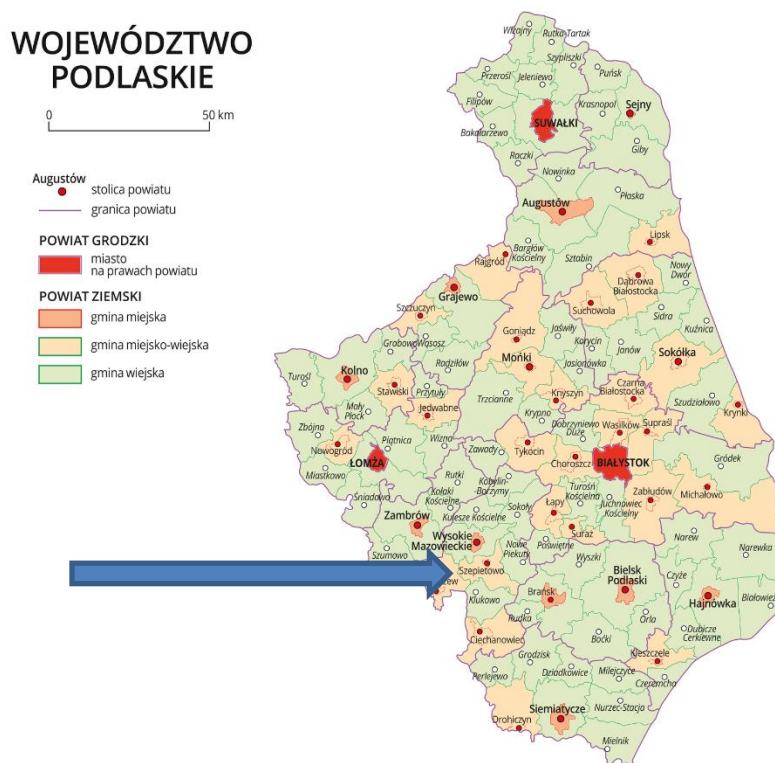 WOJEWÓDZTWO
PODLASKIE
0 50 km
Augustów
stolica powiatu
granica powiatu
POWIAT GRODZKI
miasto
na prawach powiatu
POWIAT ZIEMSKI
gmina miejska
gmina miejsko-wiejska
gmina wiejska
Wiżajny
Rutka-Tartak
Szypliszki
Puńsk
Przerośl
Jeleniewo
Filipów
Krasnopol
Sejny
SUWAŁKI
Bakałarzewo
Giby
Raczki
Nowinka
Płaska
Augustów
Lipsk
Bargłów
Kościelny
Sztabin
Rajgród
Nowy
Dwór
Dąbrowa
Białostocka
Grajewo
Suchowola
Sidra
Szczuczyn
Kuźnica
Goniądz
Jaświły
Korycin
Janów
Grabowo
Wąsosz
Sokółka
Mońki
Jasionówka
Radziłów
Kolno
Turośl
Stawiski
Przytuły
Trzcianne
Knyszyn
Czarna
Białostocka
Szudziałowo
Krynki
Mały
Płock
Jedwabne
Krypno
Dobrzyniewo
Duże
Wasilków
Supraśl
Zbójna
Nowogród
Piątnica
Wizna
Zawady
Tykocin
Choroszcz
BIAŁYSTOK
Gródek
ŁOMŻA
Miastkowo
Rutki
Kobylin-
Borzymy
Turośń
Kościelna
Juchnowiec
Kościelny
Zabłudów
Michałowo
Śniadowo
Kołaki
Kościelne
Sokoły
Łapy
Zambrów
Kulesze Kościelne
Suraż
Wysokie
Mazowieckie
Nowe
Piekuty
Poświętne
Narew
Narewka
Szumowo
Wyszki
Szepietowo
Bielsk
Podlaski
Czyże
Białowież
ew
Klukowo
Brańsk
Hajnówka
Rudka
Orla
Dubicze
Cerkiewne
Ciechanowiec
Boćki
Kleszczele
Grodzisk
Perlejewo
Dziadkowice
Milejczyce
Czeremcha
Nurzec-Stacja
Siemiatycze
Drohiczyn
Mielnik